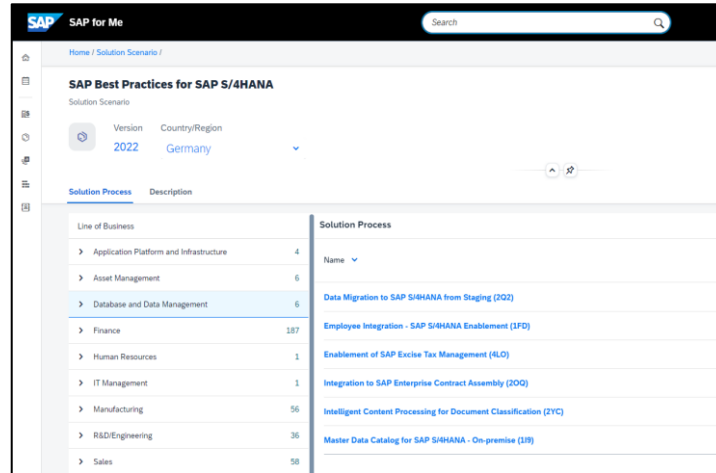 SAP SAP for Me
Search
Home / Solution Scenario /
SAP Best Practices for SAP S/4HANA
Solution Scenario
Version
2022
Country/Region
Germany
Solution Process
Description
Line of Business
Application Platform and Infrastructure 4
Asset Management 6
Database and Data Management 6
Finance 187
Human Resources 1
IT Management 1
Manufacturing 56
R&D/Engineering 36
Sales 58
Solution Process
Name
Data Migration to SAP S/4HANA from Staging (2Q2)
Employee Integration - SAP S/4HANA Enablement (1FD)
Enablement of SAP Excise Tax Management (4LO)
Integration to SAP Enterprise Contract Assembly (2OQ)
Intelligent Content Processing for Document Classification (2YC)
Master Data Catalog for SAP S/4HANA - On-premise (1I9)